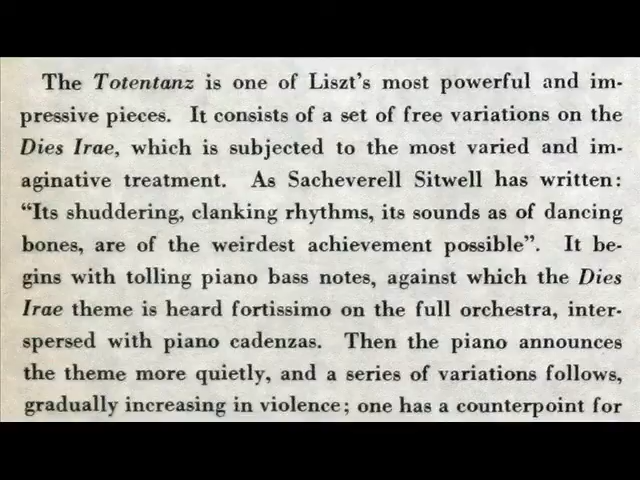 The Totentanz is one of Liszt's most powerful and im-
pressive pieces. It consists of a set of free variations on the
Dies Irae, which is subjected to the most varied and im-
aginative treatment. As Sacheverell Sitwell has written:
“Its shuddering, clanking rhythms, its sounds as of dancing
bones, are of the weirdest achievement possible”. It be-
gins with tolling piano bass notes, against which the Dies
Irae theme is heard fortissimo on the full orchestra, inter-
spersed with piano cadenzas. Then the piano announces
the theme more quietly, and a series of variations follows,
gradually increasing in violence; one has a counterpoint for